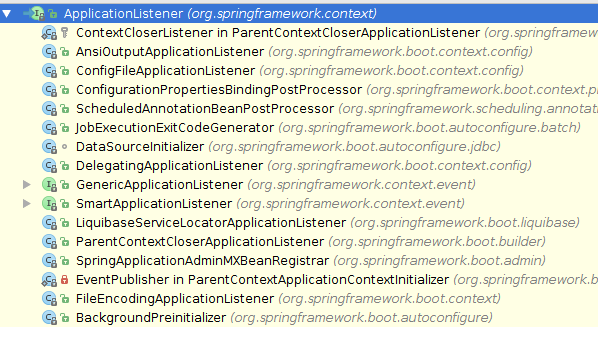 ApplicationListener (org.springframework.context)
ContextCloserListener in ParentContextCloserApplicationListener (org.springframew
AnsiOutputApplicationListener (org.springframework.boot.context.config)
ConfigFileApplicationListener (org.springframework.boot.context.config)
ConfigurationPropertiesBindingPostProcessor (org.springframework.boot.context.p
ScheduledAnnotationBeanPostProcessor (org.springframework.scheduling.annotati
JobExecutionExitCodeGenerator (org.springframework.boot.autoconfigure.batch)
DataSourceInitializer (org.springframework.boot.autoconfigure.jdbc)
DelegatingApplicationListener (org.springframework.boot.context.config)
GenericApplicationListener (org.springframework.context.event)
SmartApplicationListener (org.springframework.context.event)
LiquibaseServiceLocatorApplicationListener (org.springframework.boot.liquibase)
ParentContextCloserApplicationListener (org.springframework.boot.builder)
SpringApplicationAdminMXBeanRegistrar (org.springframework.boot.admin)
EventPublisher in ParentContextApplicationContextInitializer (org.springframework.b
FileEncodingApplicationListener (org.springframework.boot.context)
BackgroundPreinitializer (org.springframework.boot.autoconfigure)